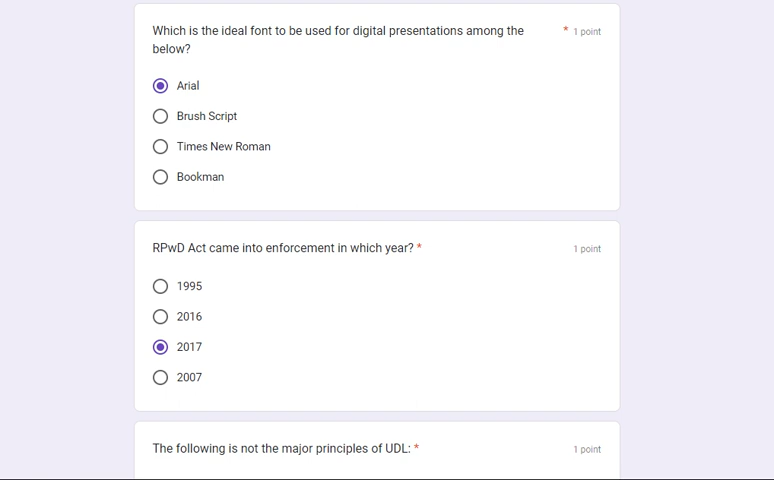 Which is the ideal font to be used for digital presentations among the * 1 point
below?
Arial
Brush Script
Times New Roman
Bookman
RPwD Act came into enforcement in which year? * 1 point
1995
2016
2017
2007
The following is not the major principles of UDL: * 1 point